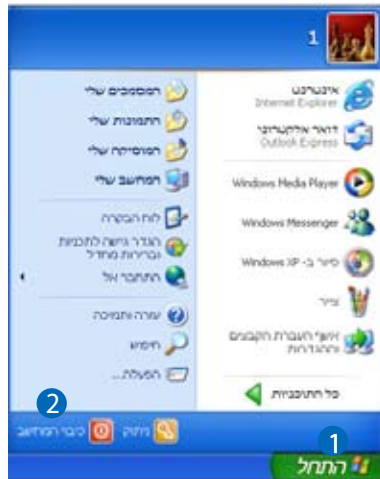 1
אינטרנט
Internet Explorer
דואר אלקטרוני
Outlook Express
Windows Media Player
Windows Messenger
סיור ב- Windows XP
צייר
אשף העברת הקבצים
וההגדרות
כל התוכניות
המסמכים שלי
התמונות שלי
המוסיקה שלי
המחשב שלי
לוח הבקרה
הגדר גישה לתכניות
וברירות מחדל
התחבר אל
עזרה ותמיכה
חיפוש
הפעלה...
2
ניתוק
כיבוי המחשב
1
התחל